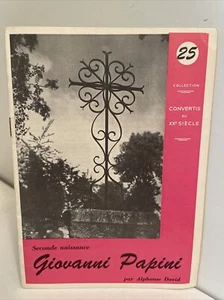 25
COLLECTION
CONVERTIS
DU
XXe SIÈCLE
Seconde naissance
Giovanni Papini
par Alphonse David